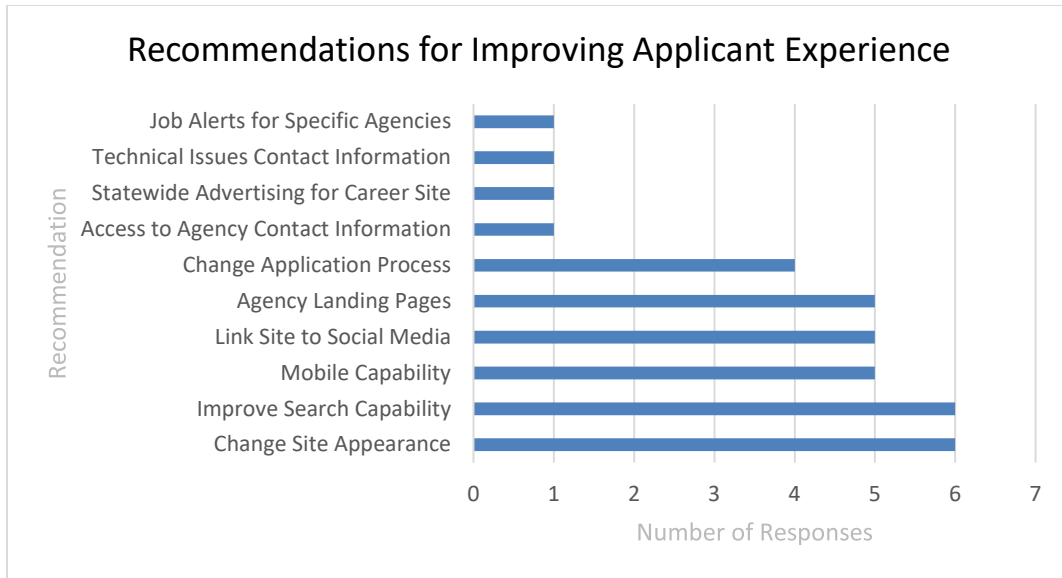 Recommendations for Improving Applicant Experience
Recommendation
Job Alerts for Specific Agencies
Technical Issues Contact Information
Statewide Advertising for Career Site
Access to Agency Contact Information
Change Application Process
Agency Landing Pages
Link Site to Social Media
Mobile Capability
Improve Search Capability
Change Site Appearance
0 1 2 3 4 5 6 7
Number of Responses